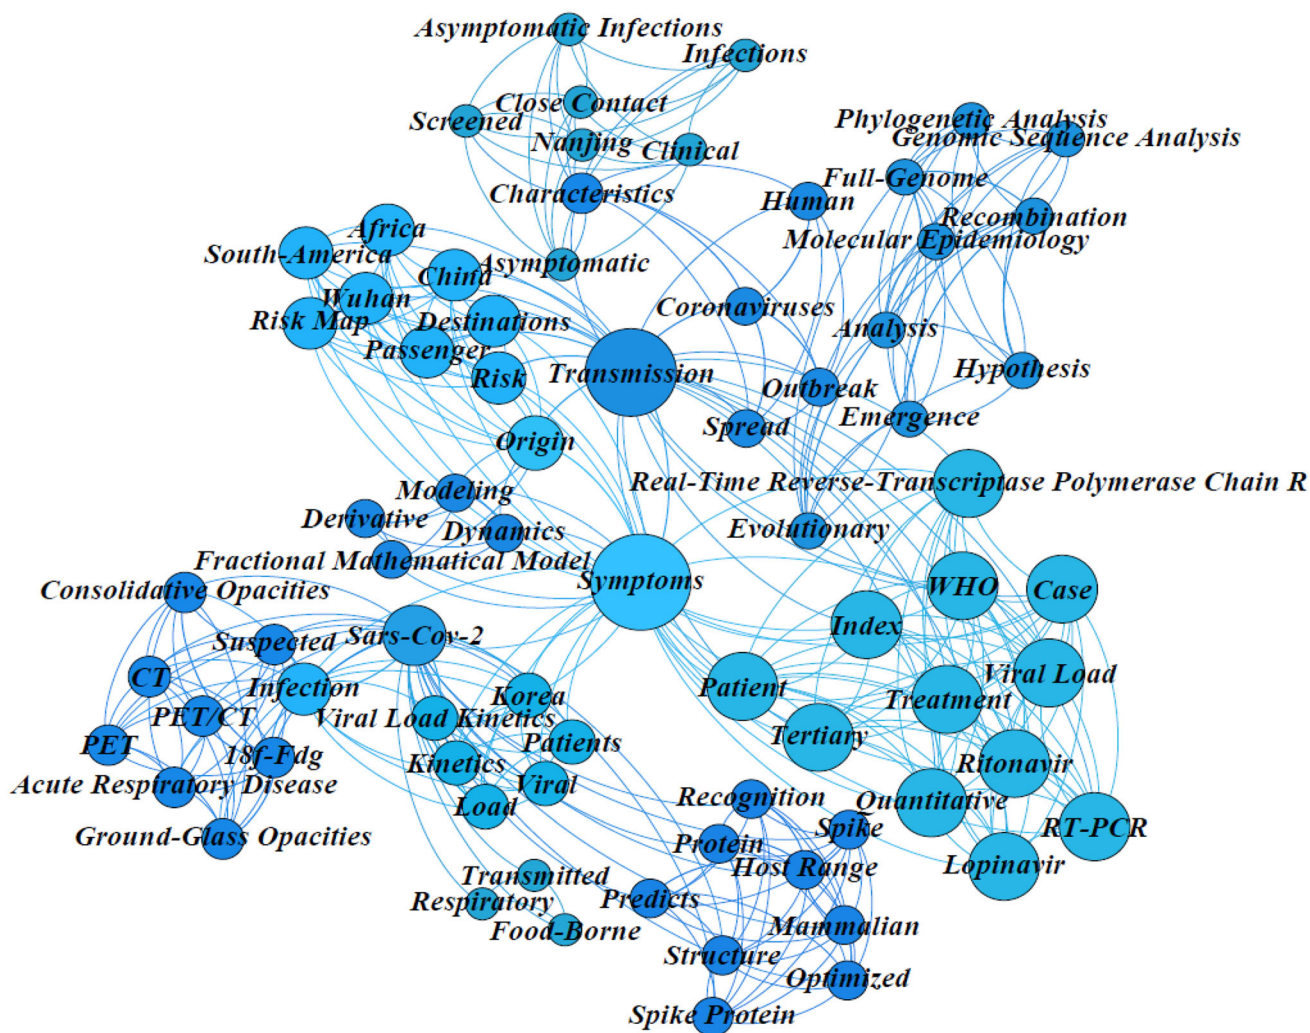 Asymptomatic Infections
Infections
Close Contact
Screened
Nanjing
Clinical
Characteristics
Asymptomatic
Phylogenetic Analysis
Genomic Sequence Analysis
Full-Genome
Human
Recombination
Molecular Epidemiology
Africa
South-America
China
Wuhan
Risk Map
Destinations
Passenger
Risk
Coronaviruses
Analysis
Transmission
Outbreak
Hypothesis
Spread
Emergence
Origin
Real-Time Reverse-Transcriptase Polymerase Chain R
Modeling
Derivative
Dynamics
Evolutionary
Fractional Mathematical Model
Symptoms
Consolidative Opacities
WHO
Case
Suspected
Sars-Cov-2
Index
CT
Infection
Korea
Patient
Treatment
Viral Load
PET/CT
Viral Load Kinetics
PET
18f-Fdg
Patients
Tertiary
Kinetics
Ritonavir
Acute Respiratory Disease
Viral
Load
Recognition
Quantitative
Ground-Glass Opacities
Protein
Spike
RT-PCR
Host Range
Lopinavir
Transmitted
Respiratory
Predicts
Food-Borne
Mammalian
Structure
Optimized
Spike Protein